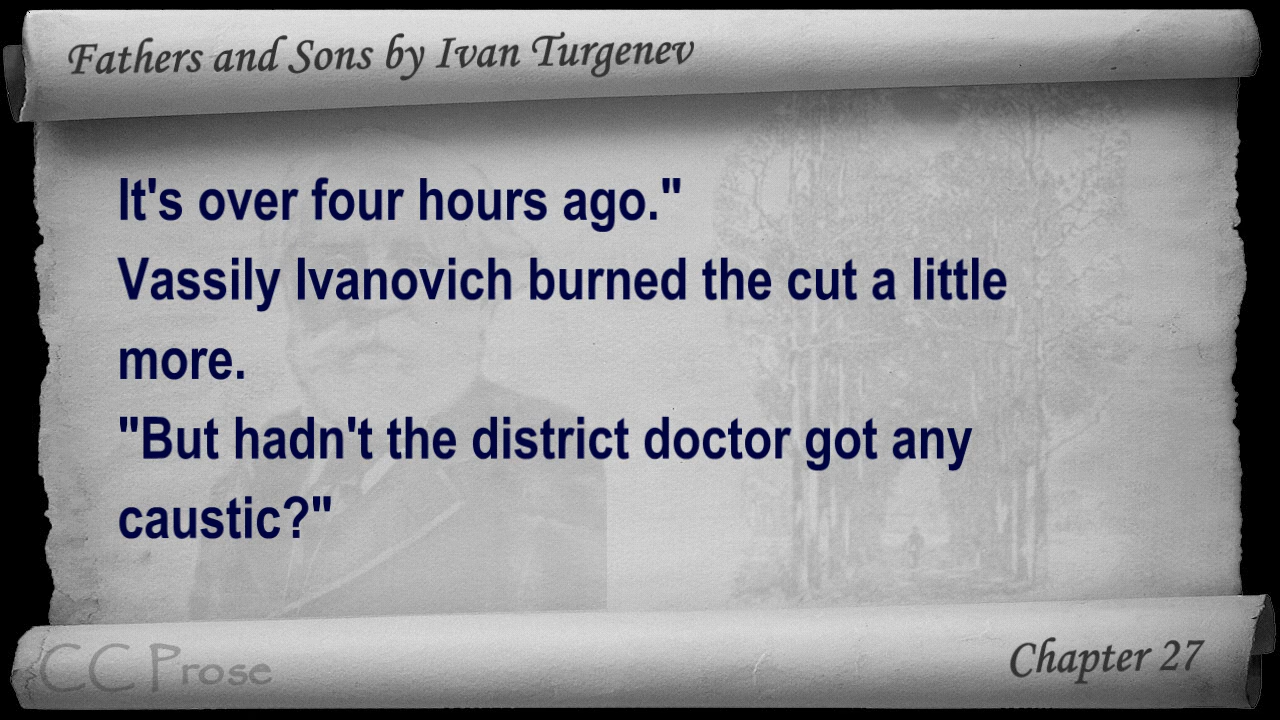 Fathers and Sons by Ivan Turgenev
It's over four hours ago."
Vassily Ivanovich burned the cut a little
more.
"But hadn't the district doctor got any
caustic?"
CC Prose
Chapter 27